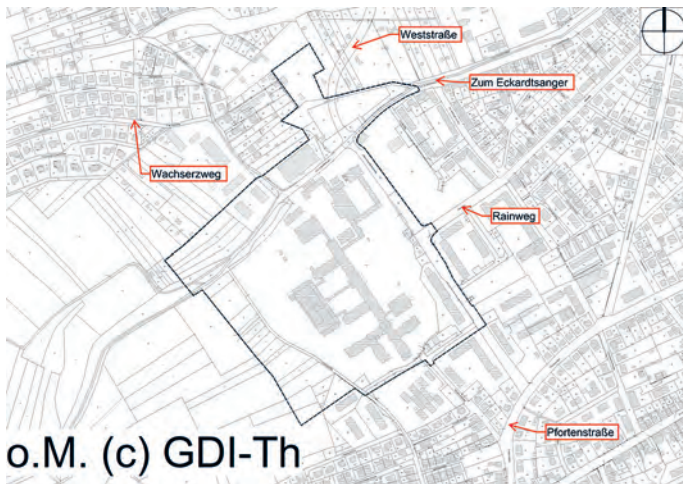 Weststraße
Zum Eckardtsanger
Wachserzweg
Rainweg
Pfortenstraße
o.M. (c) GDI-Th